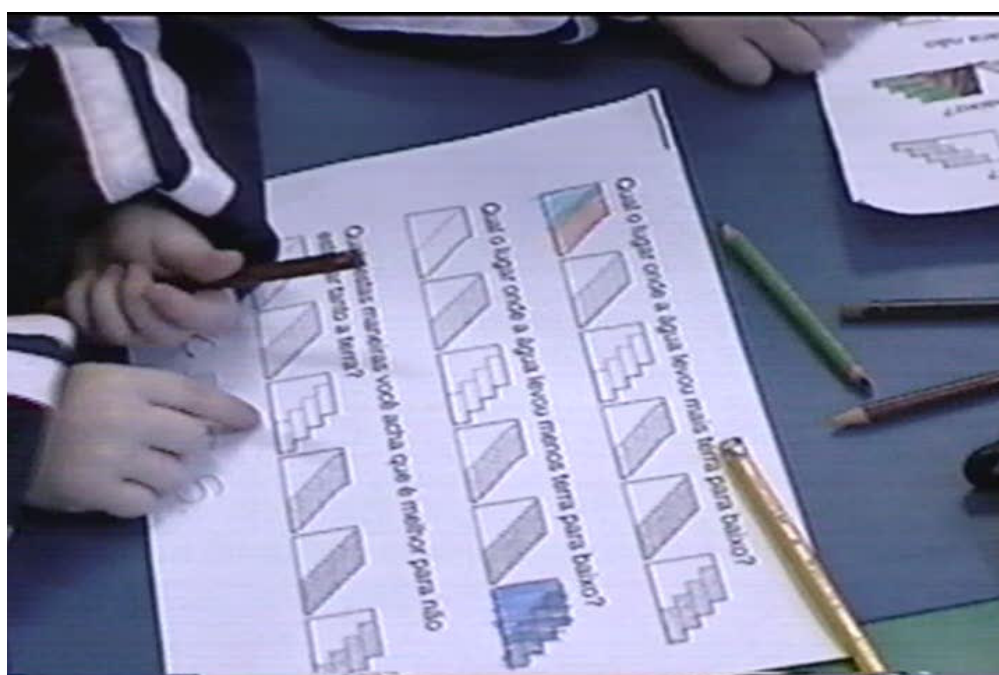 Qual o lugar onde a água levou mais terra para baixo?
Qual o lugar onde a água levou menos terra para baixo?
destas maneiras você acha que é melhor para não
tanto a terra?